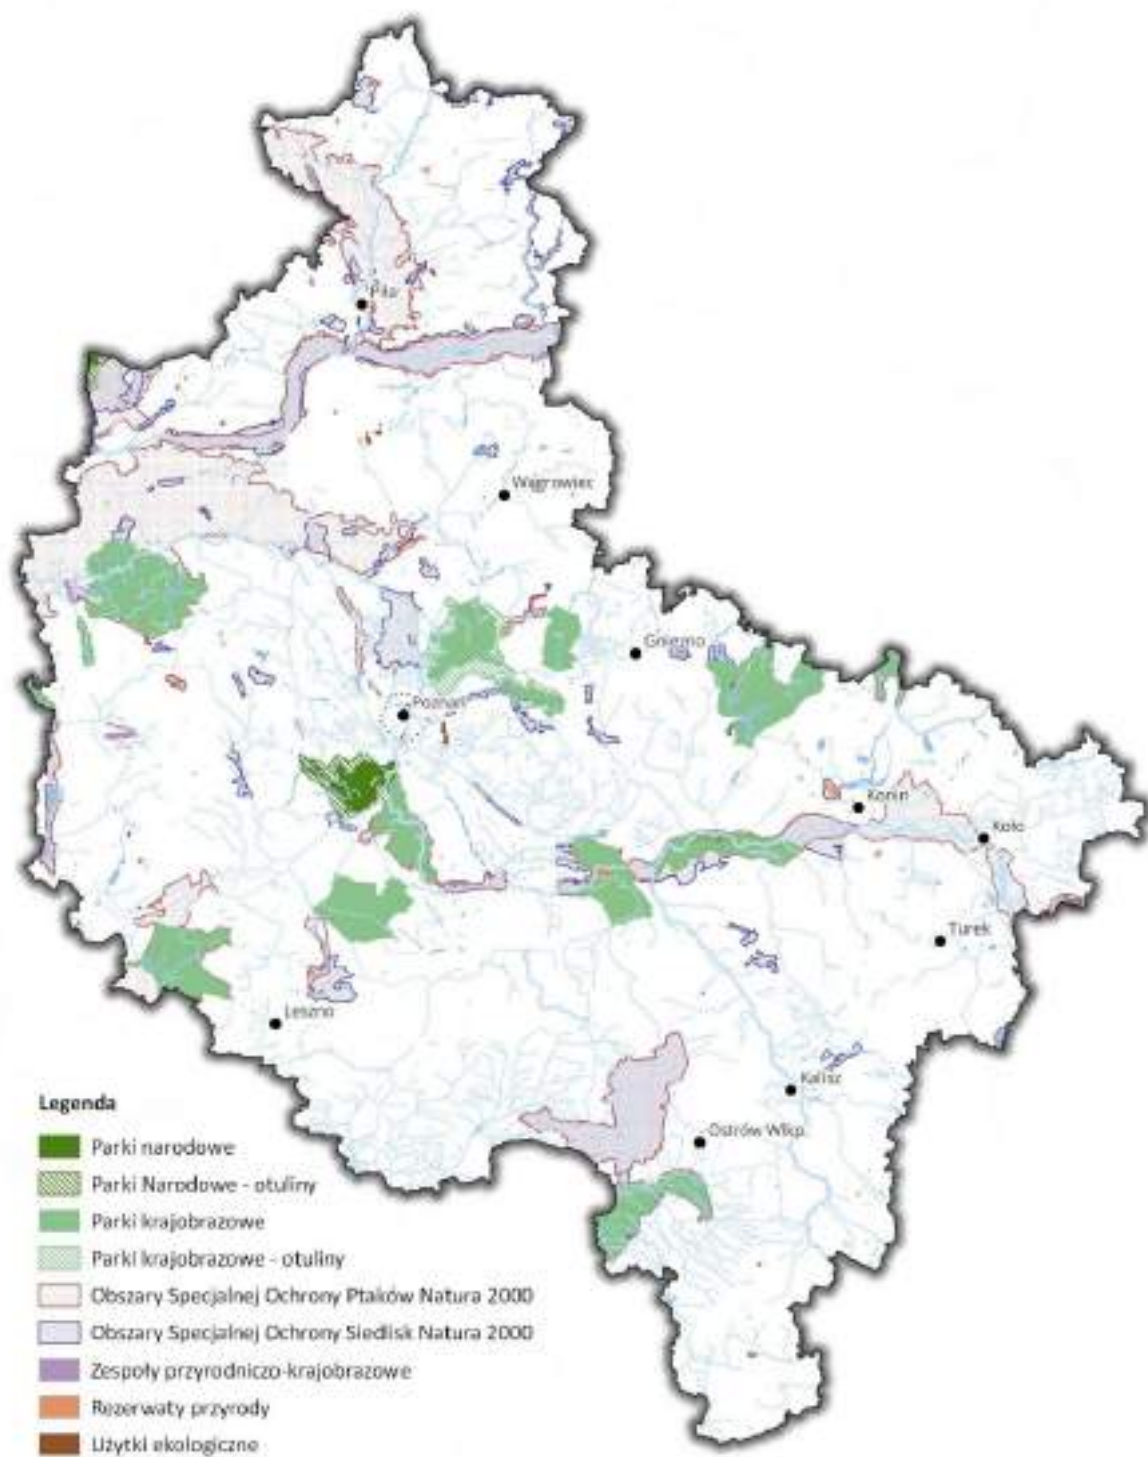 Piła
Wągrowiec
Gniezno
Poznań
Konin
Koło
Turek
Leszno
Kalisz
Ostrów Wlkp.
Legenda
Parki narodowe
Parki Narodowe - otuliny
Parki krajobrazowe
Parki krajobrazowe - otuliny
Obszary Specjalnej Ochrony Ptaków Natura 2000
Obszary Specjalnej Ochrony Siedlisk Natura 2000
Zespoły przyrodniczo-krajobrazowe
Rezerwaty przyrody
Użytki ekologiczne